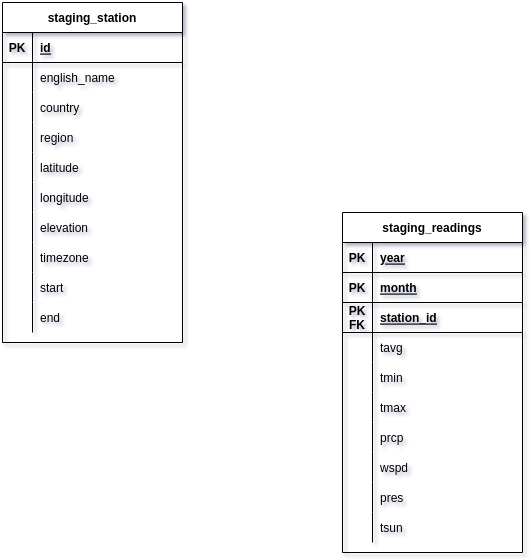 staging_station
PK id
english_name
country
region
latitude
longitude
elevation
timezone
start
end
staging_readings
PK year
PK month
PK
FK station_id
tavg
tmin
tmax
prcp
wspd
pres
tsun